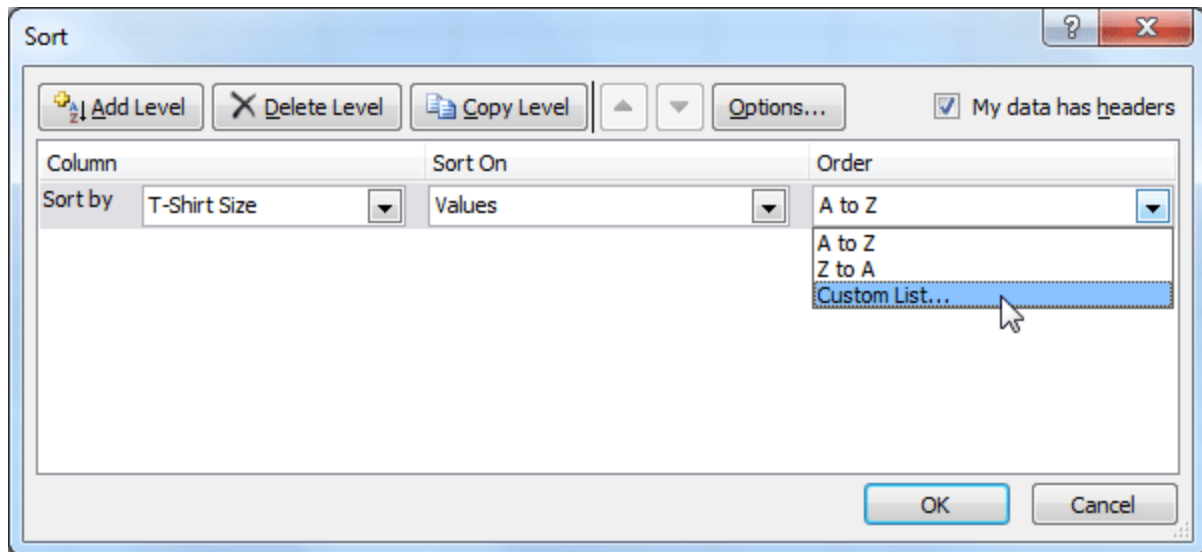 Sort
Add Level Delete Level Copy Level Options... My data has headers
Column Sort On Order
Sort by T-Shirt Size Values A to Z
A to Z
Z to A
Custom List...
OK Cancel